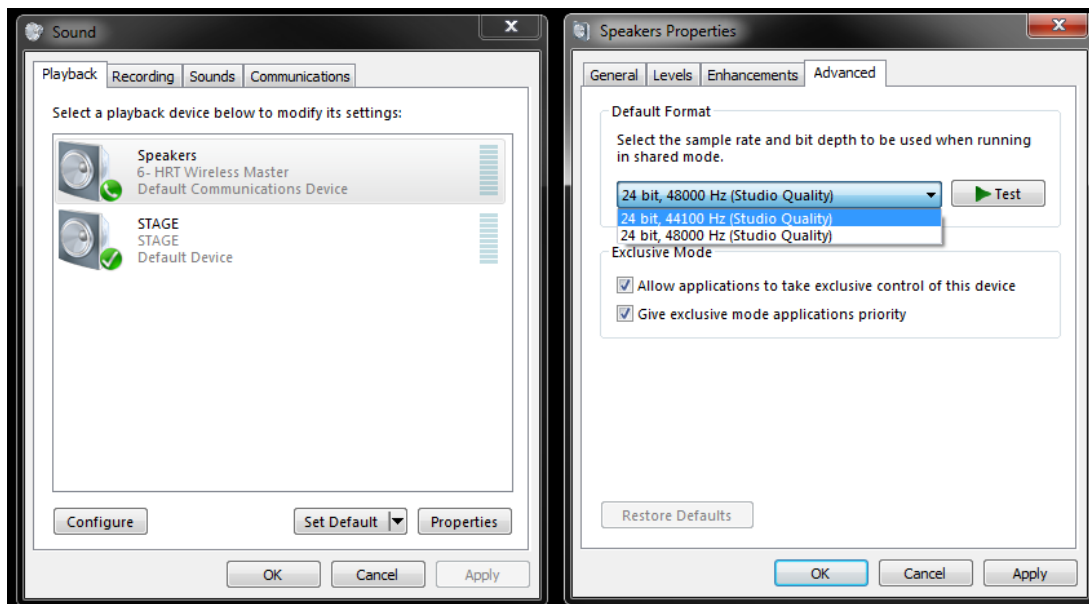 Sound
x
Playback Recording Sounds Communications
Select a playback device below to modify its settings:
Speakers
6- HRT Wireless Master
Default Communications Device
STAGE
STAGE
Default Device
Configure Set Default Properties
OK Cancel Apply
Speakers Properties
x
General Levels Enhancements Advanced
Default Format
Select the sample rate and bit depth to be used when running
in shared mode.
24 bit, 48000 Hz (Studio Quality) Test
24 bit, 44100 Hz (Studio Quality)
24 bit, 48000 Hz (Studio Quality)
Exclusive Mode
Allow applications to take exclusive control of this device
Give exclusive mode applications priority
Restore Defaults
OK Cancel Apply